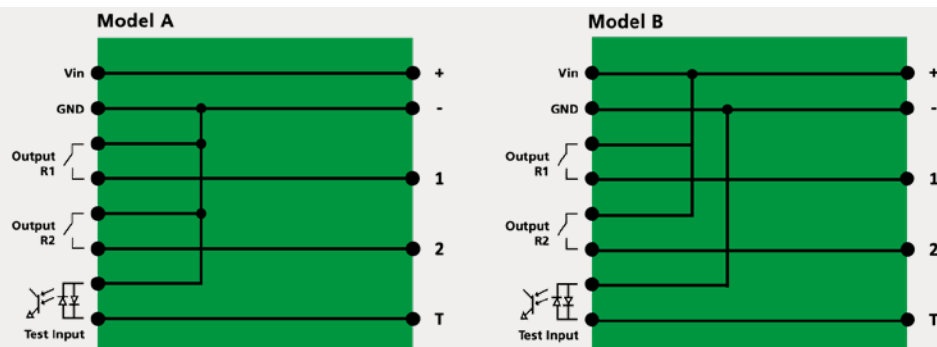 Model A
Vin
GND
Output
R1
Output
R2
Test Input
+
-
1
2
T
Model B
Vin
GND
Output
R1
Output
R2
Test Input
+
-
1
2
T